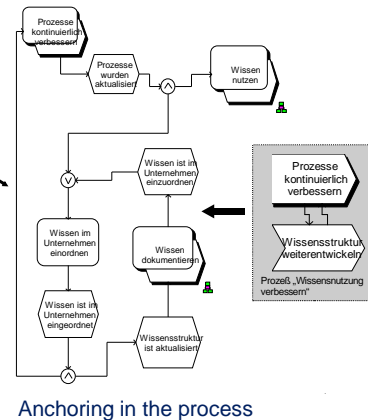 Prozesse
kontinuierlich
verbessern
Prozesse
wurden
aktualisiert
Wissen
nutzen
Wissen ist im
Unternehmen
einzuordnen
Wissen im
Unternehmen
einordnen
Wissen
dokumentieren
Wissen ist im
Unternehmen
eingeordnet
Wissensstruktur
ist aktualisiert
Prozesse
kontinuierlich
verbessern
Wissensstruktur
weiterentwickeln
Prozeß „Wissensnutzung
verbessern“
Anchoring in the process